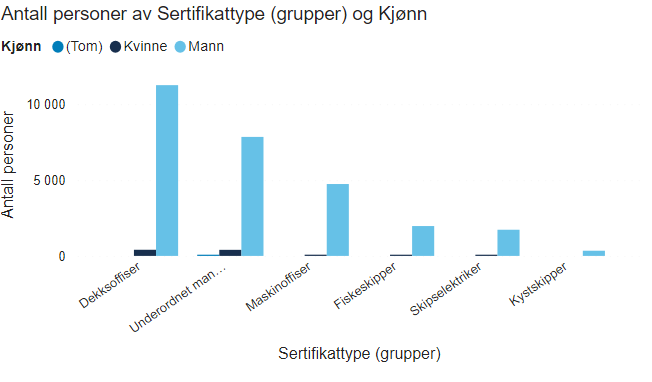 Antall personer av Sertifikattype (grupper) og Kjønn
Kjønn (Tom) Kvinne Mann
Antall personer
10 000
5 000
0
Dekksoffiser
Underordnet man…
Maskinoffiser
Fiskeskipper
Skipselektriker
Kystskipper
Sertifikattype (grupper)